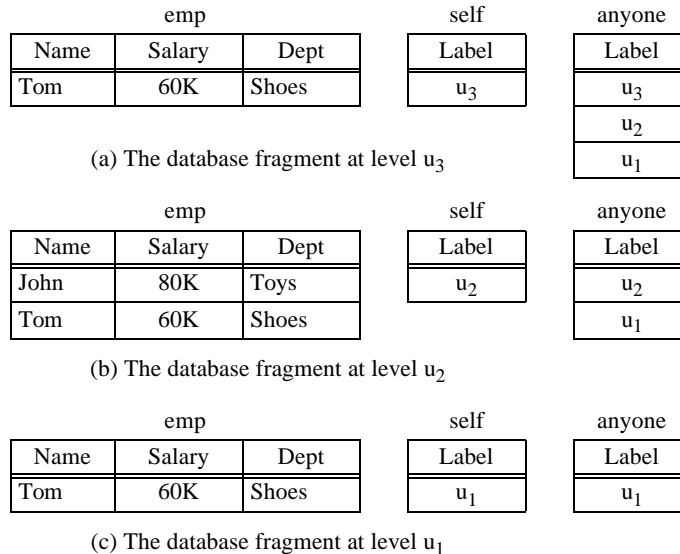 emp self anyone
Name Salary Dept Label Label
Tom 60K Shoes u3 u3
u2
(a) The database fragment at level u3
u1
emp self anyone
Name Salary Dept Label Label
John 80K Toys u2 u2
Tom 60K Shoes u1
(b) The database fragment at level u2
emp self anyone
Name Salary Dept Label Label
Tom 60K Shoes u1 u1
(c) The database fragment at level u1